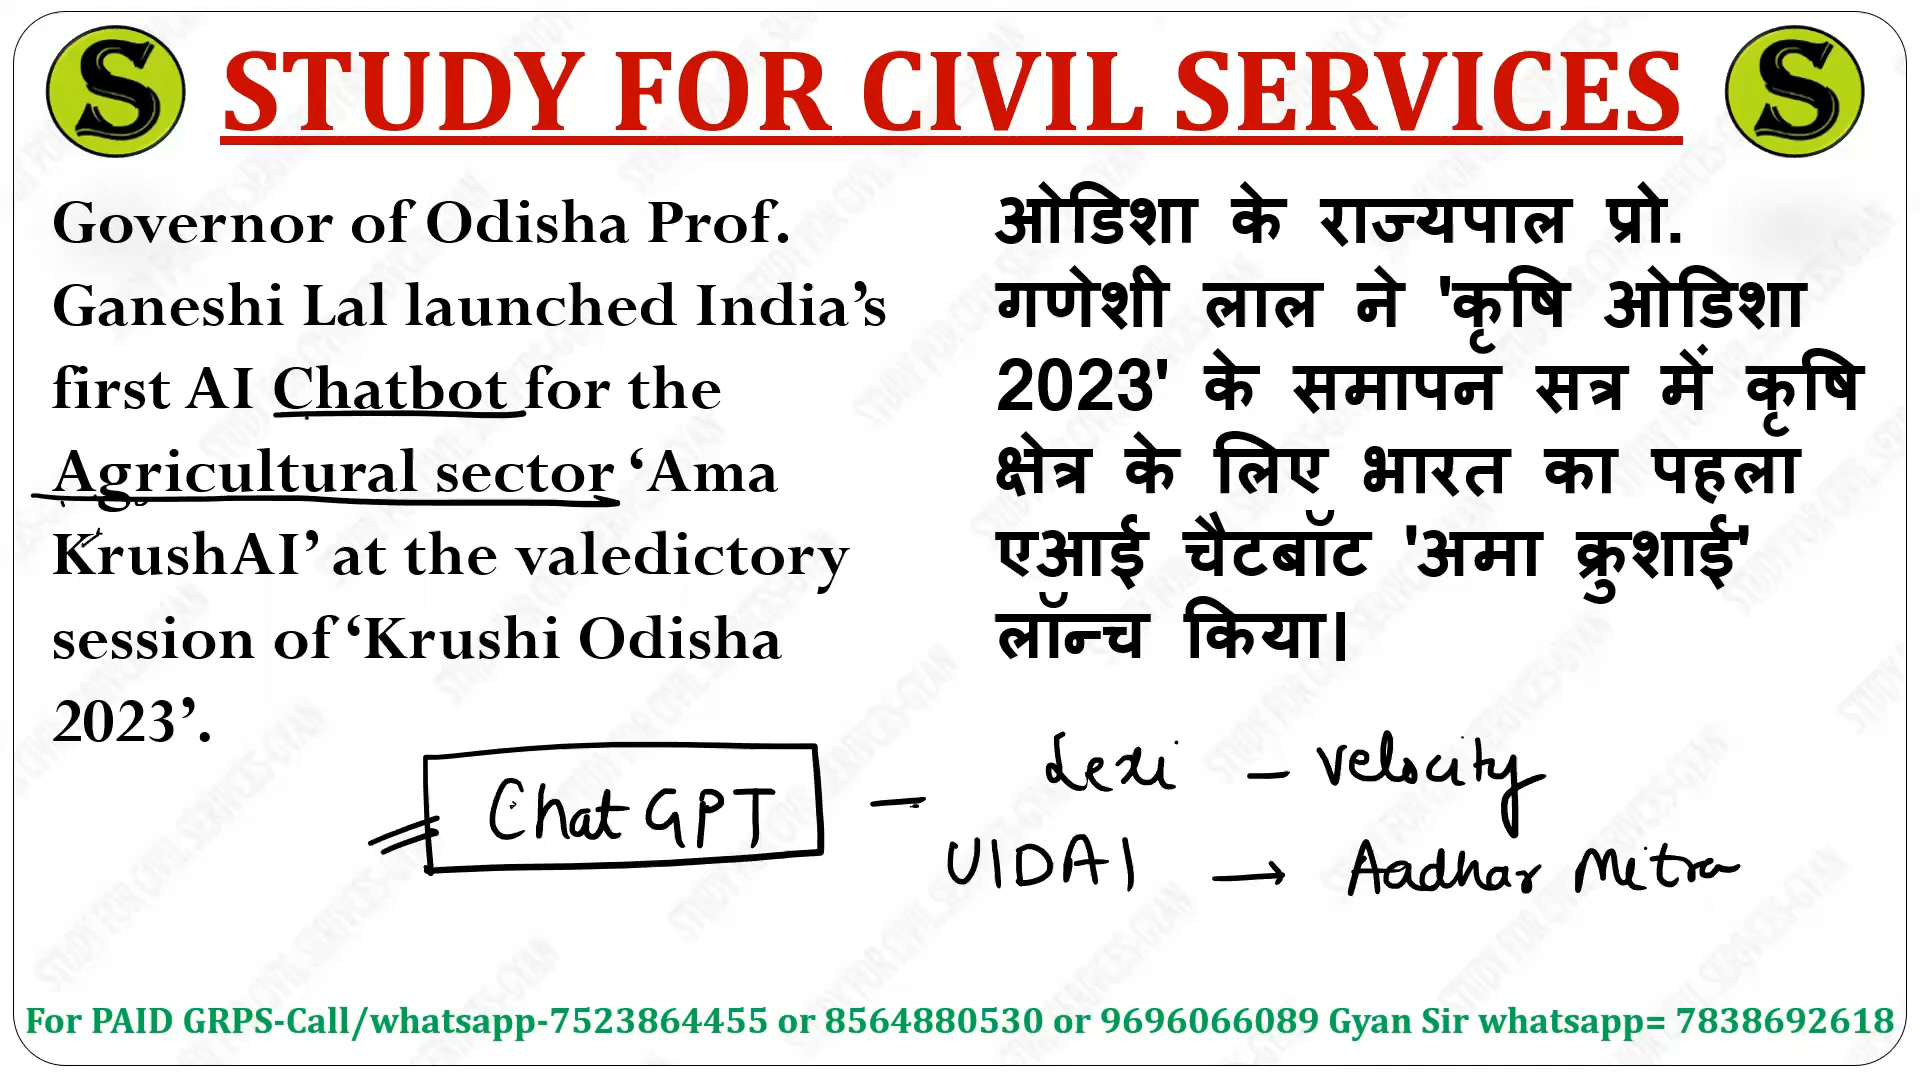 S STUDY FOR CIVIL SERVICES S
Governor of Odisha Prof.
Ganeshi Lal launched India’s
first AI Chatbot for the
Agricultural sector ‘Ama
KrushAI’ at the valedictory
session of ‘Krushi Odisha
2023’.
ओडिशा के राज्यपाल प्रो.
गणेशी लाल ने 'कृषि ओडिशा
2023' के समापन सत्र में कृषि
क्षेत्र के लिए भारत का पहला
एआई चैटबॉट 'अमा क्रुशाई'
लॉन्च किया।
Chat GPT – Lexi – Velocity
UIDAI → Aadhar Mitra
For PAID GRPS-Call/whatsapp-7523864455 or 8564880530 or 9696066089 Gyan Sir whatsapp= 7838692618